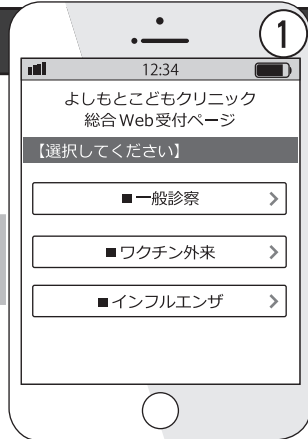 ①
12:34
よしもとこどもクリニック
総合Web受付ページ
【選択してください】
■一般診察
■ワクチン外来
■インフルエンザ